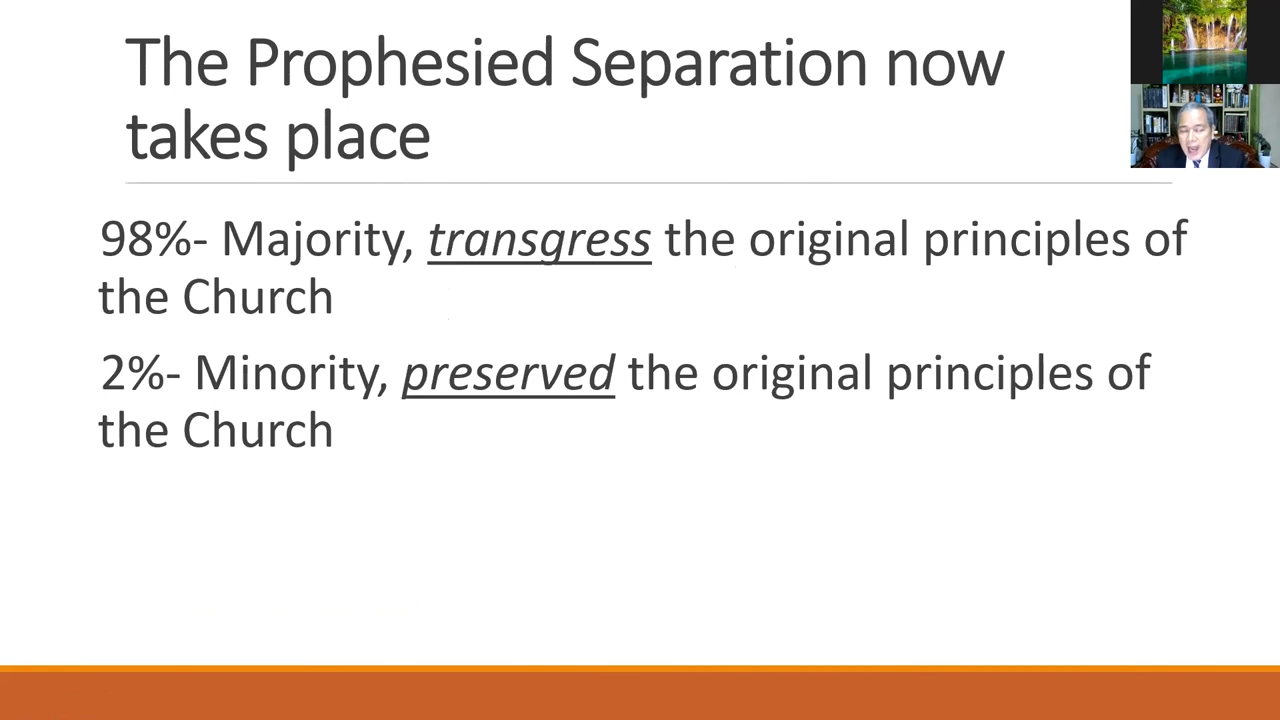 The Prophesied Separation now
takes place
98%- Majority, transgress the original principles of
the Church
2%- Minority, preserved the original principles of
the Church